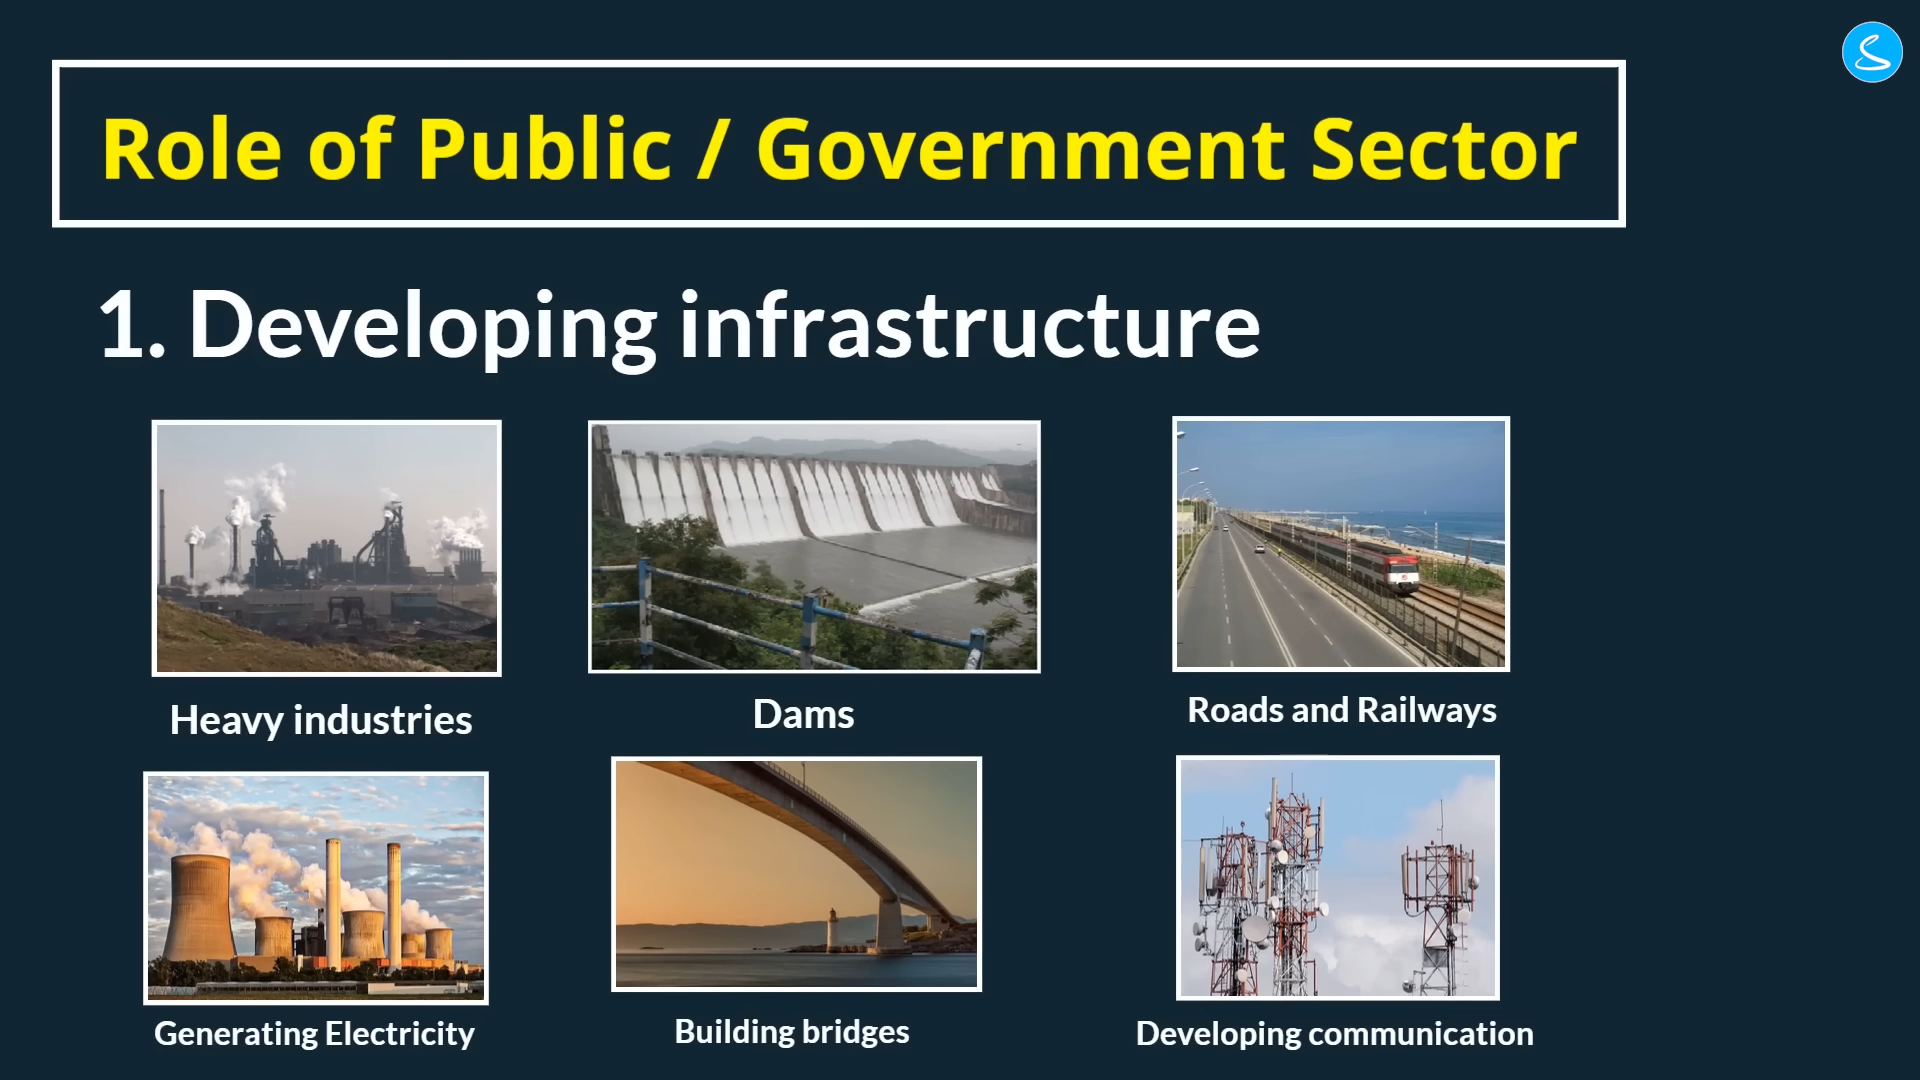 Role of Public / Government Sector
1. Developing infrastructure
Heavy industries
Dams
Roads and Railways
Generating Electricity
Building bridges
Developing communication